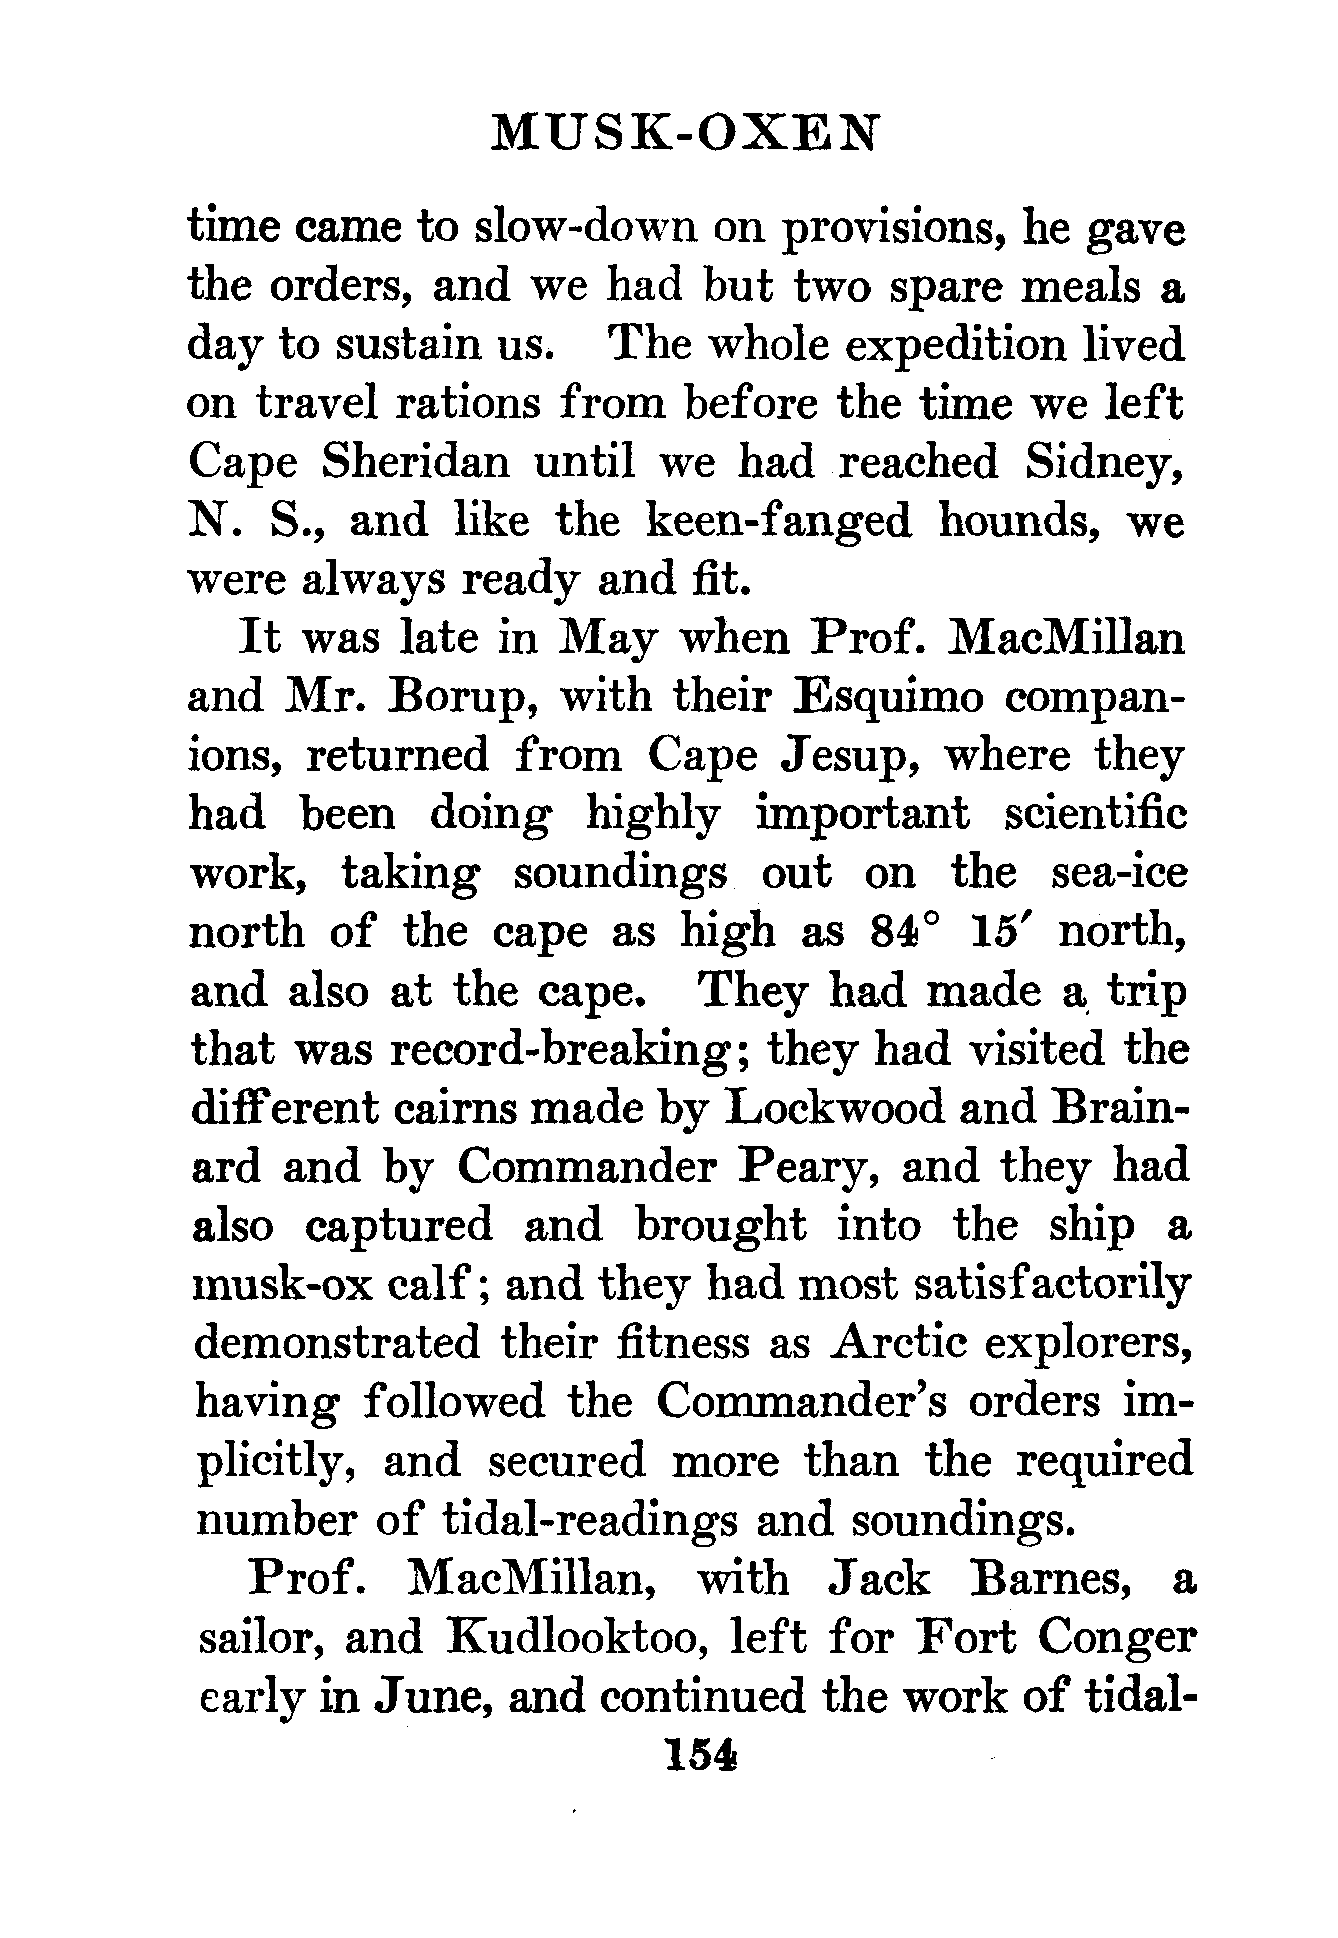 MUSK-OXEN
time came to slow-down on provisions, he gave
the orders, and we had but two spare meals a
day to sustain us. The whole expedition lived
on travel rations from before the time we left
Cape Sheridan until we had reached Sidney,
N. S., and like the keen-fanged hounds, we
were always ready and fit.
It was late in May when Prof. MacMillan
and Mr. Borup, with their Esquimo compan-
ions, returned from Cape Jesup, where they
had been doing highly important scientific
work, taking soundings out on the sea-ice
north of the cape as high as 84° 15′ north,
and also at the cape. They had made a trip
that was record-breaking; they had visited the
different cairns made by Lockwood and Brain-
ard and by Commander Peary, and they had
also captured and brought into the ship a
musk-ox calf; and they had most satisfactorily
demonstrated their fitness as Arctic explorers,
having followed the Commander's orders im-
plicitly, and secured more than the required
number of tidal-readings and soundings.
Prof. MacMillan, with Jack Barnes, a
sailor, and Kudlooktoo, left for Fort Conger
early in June, and continued the work of tidal-
154